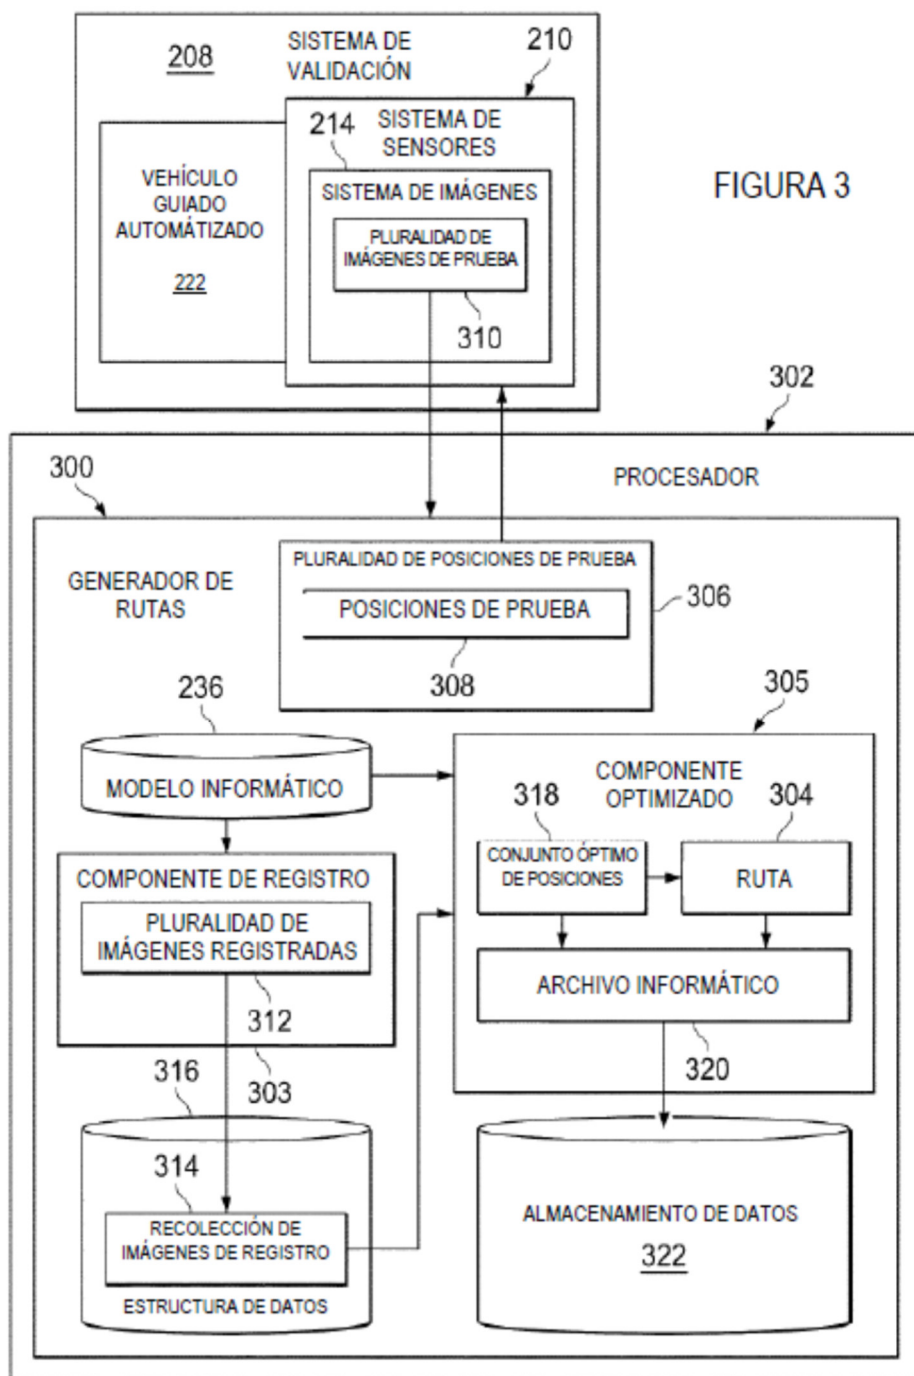 208
SISTEMA DE
VALIDACIÓN
210
214
SISTEMA DE
SENSORES
VEHÍCULO
GUIADO
AUTOMÁTIZADO
222
SISTEMA DE IMÁGENES
PLURALIDAD DE
IMÁGENES DE PRUEBA
310
FIGURA 3
302
300
PROCESADOR
GENERADOR DE
RUTAS
PLURALIDAD DE POSICIONES DE PRUEBA
POSICIONES DE PRUEBA
306
308
236
305
MODELO INFORMÁTICO
COMPONENTE
OPTIMIZADO
318
304
CONJUNTO ÓPTIMO
DE POSICIONES
RUTA
COMPONENTE DE REGISTRO
PLURALIDAD DE
IMÁGENES REGISTRADAS
312
ARCHIVO INFORMÁTICO
320
316
303
314
RECOLECCIÓN DE
IMÁGENES DE REGISTRO
ESTRUCTURA DE DATOS
ALMACENAMIENTO DE DATOS
322